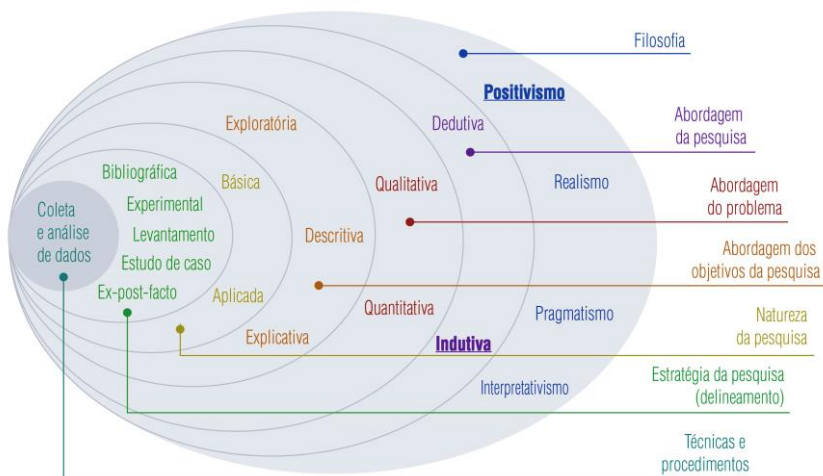 Filosofia
Positivismo
Exploratória
Dedutiva
Abordagem
da pesquisa
Bibliográfica
Básica
Qualitativa
Realismo
Abordagem
do problema
Coleta
e análise
de dados
Experimental
Levantamento
Descritiva
Estudo de caso
Abordagem dos
objetivos da pesquisa
Ex-post-facto
Aplicada
Quantitativa
Pragmatismo
Natureza
da pesquisa
Explicativa
Indutiva
Interpretativismo
Estratégia da pesquisa
(delineamento)
Técnicas e
procedimentos